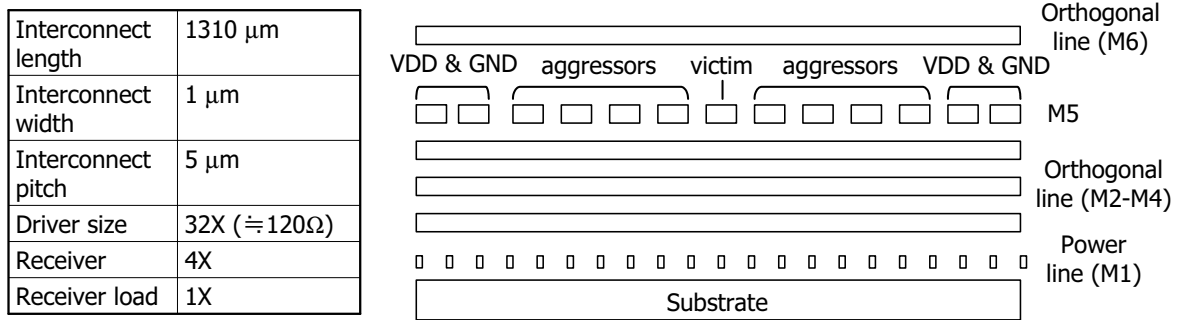 Interconnect length 1310 μm
Interconnect width 1 μm
Interconnect pitch 5 μm
Driver size 32X (≒120Ω)
Receiver 4X
Receiver load 1X
Orthogonal
line (M6)
VDD & GND aggressors victim aggressors VDD & GND
M5
Orthogonal
line (M2-M4)
Power
line (M1)
Substrate